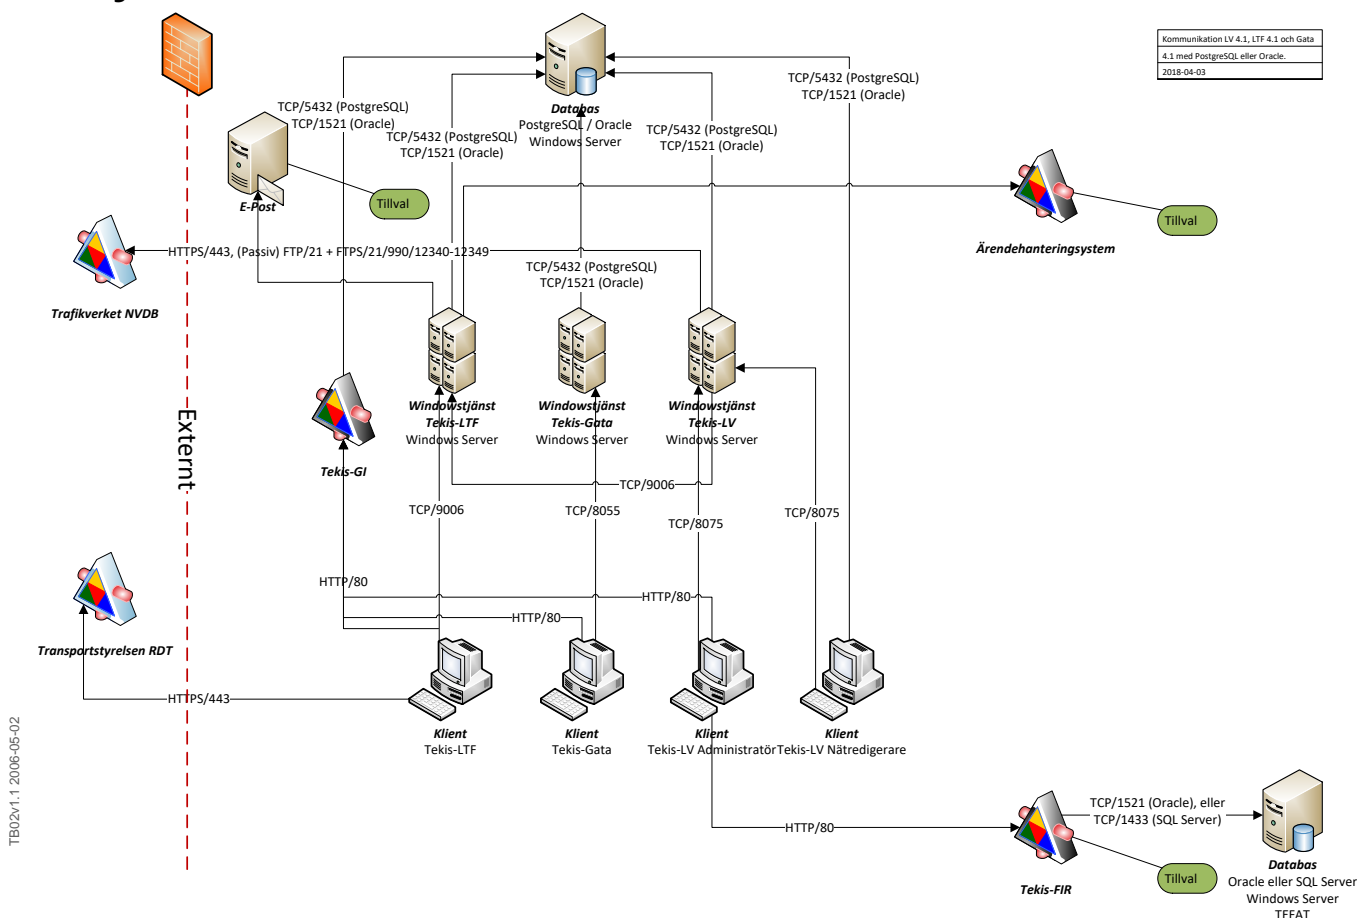 Kommunikation LV 4.1, LTF 4.1 och Gata
4.1 med PostgreSQL eller Oracle.
2018-04-03
TCP/5432 (PostgreSQL)
TCP/1521 (Oracle)
TCP/5432 (PostgreSQL)
TCP/1521 (Oracle)
Databas
PostgreSQL / Oracle
Windows Server
TCP/5432 (PostgreSQL)
TCP/1521 (Oracle)
TCP/5432 (PostgreSQL)
TCP/1521 (Oracle)
E-Post
Tillval
Tillval
Ärendehanteringsystem
HTTPS/443, (Passiv) FTP/21 + FTPS/21/990/12340-12349
TCP/5432 (PostgreSQL)
TCP/1521 (Oracle)
Trafikverket NVDB
Externt
Windowstjänst
Tekis-LTF
Windows Server
Windowstjänst
Tekis-Gata
Windows Server
Windowstjänst
Tekis-LV
Windows Server
Tekis-GI
TCP/9006
TCP/9006
TCP/8055
TCP/8075
TCP/8075
HTTP/80
HTTP/80
HTTP/80
Transportstyrelsen RDT
HTTPS/443
Klient
Tekis-LTF
Klient
Tekis-Gata
Klient
Tekis-LV Administratör
Klient
Tekis-LV Nätredigerare
TB02v1.1 2006-05-02
HTTP/80
TCP/1521 (Oracle), eller
TCP/1433 (SQL Server)
Tekis-FIR
Tillval
Databas
Oracle eller SQL Server
Windows Server
TEFAT